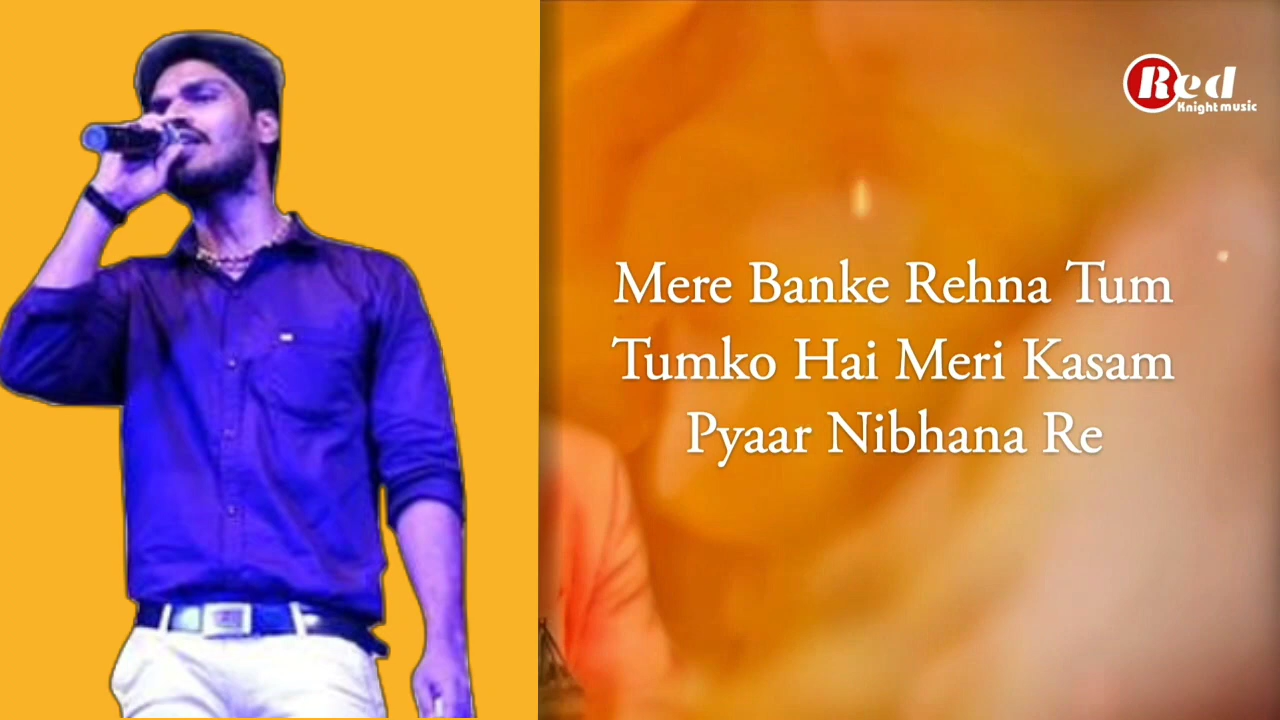 Red
Knight music
Mere Banke Rehna Tum
Tumko Hai Meri Kasam
Pyaar Nibhana Re